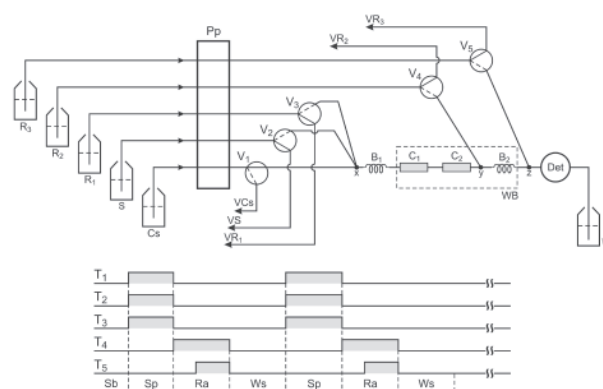 VR3
VR2
Pp
V5
V4
V3
V2
V1
R3
R2
R1
S
Cs
x
B1
C1
C2
y
B2
z
Det
WB
VCs
VS
VR1
T1
T2
T3
T4
T5
Sb Sp Ra Ws Sp Ra Ws